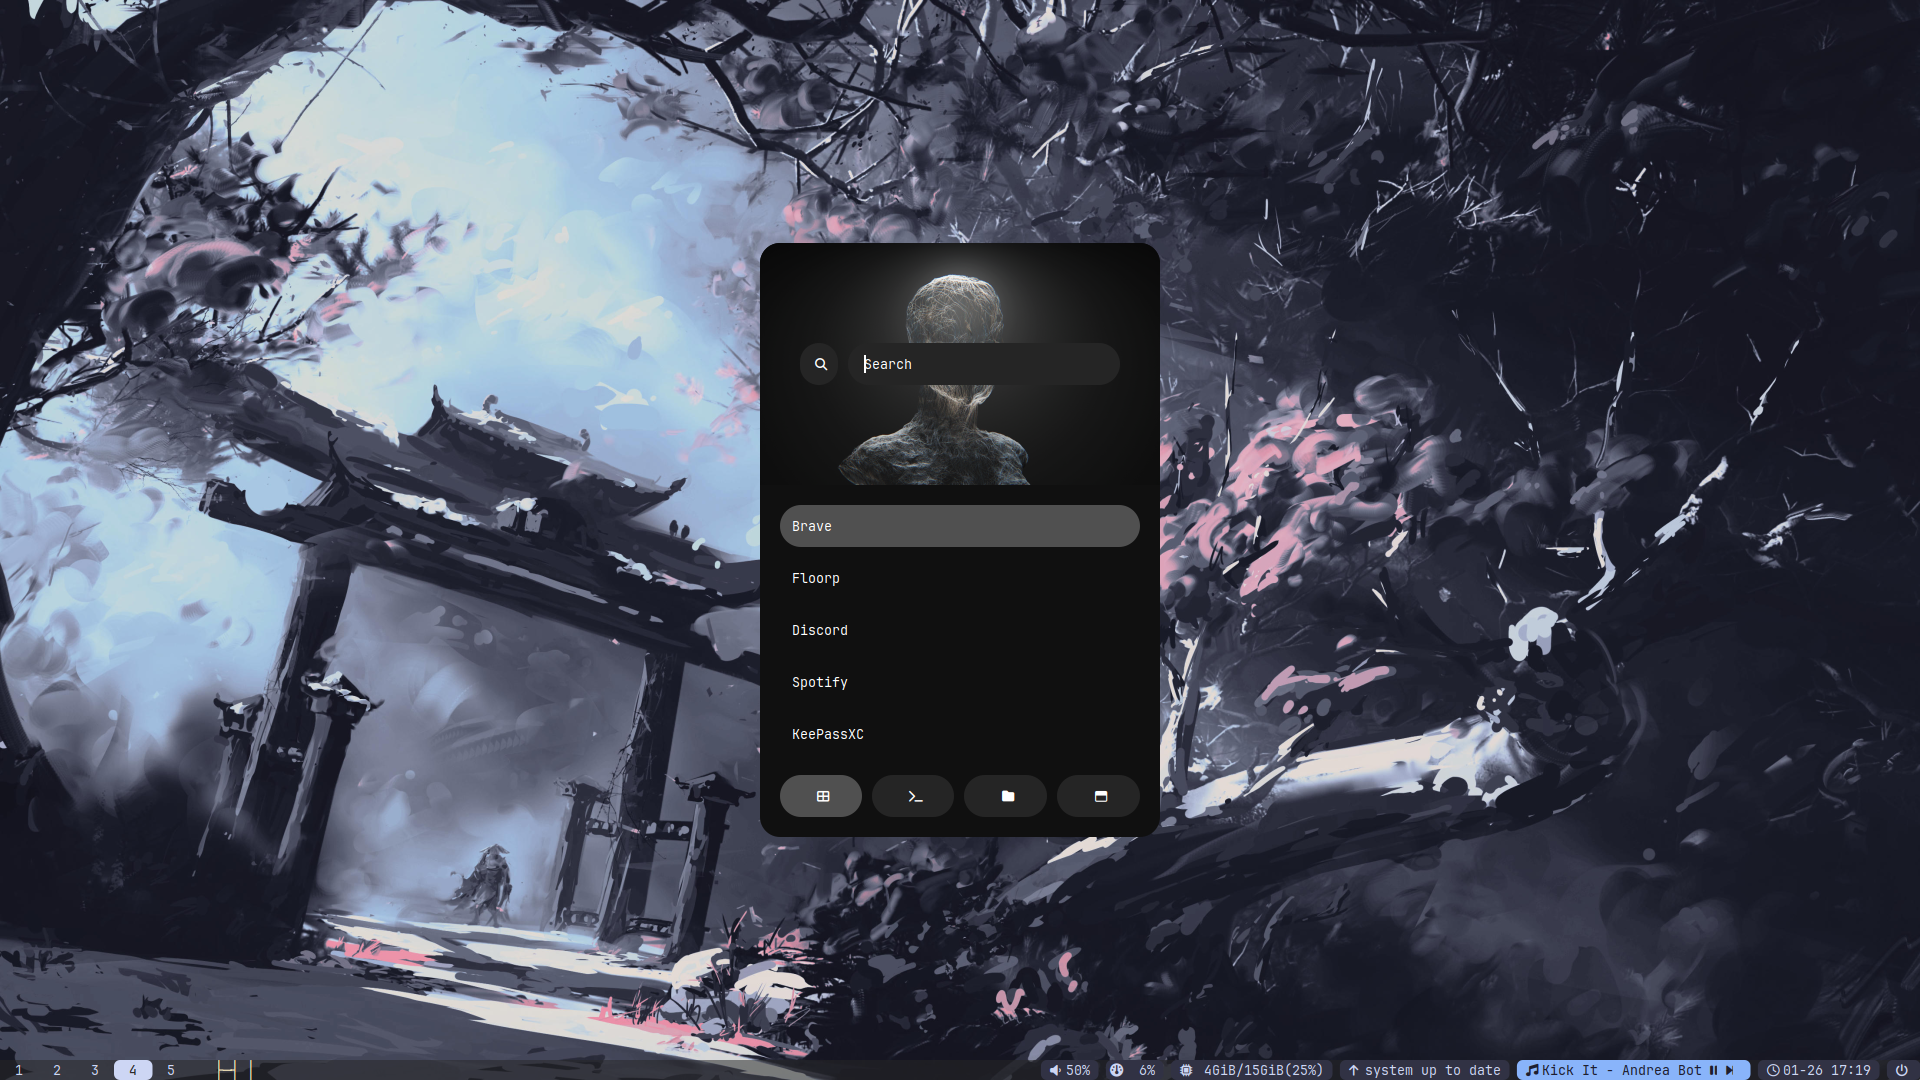 Search
Brave
Floorp
Discord
Spotify
KeePassXC
1 2 3 4 5 50% 6% 4GiB/15GiB(25%) system up to date Kick It - Andrea Bot 01-26 17:19